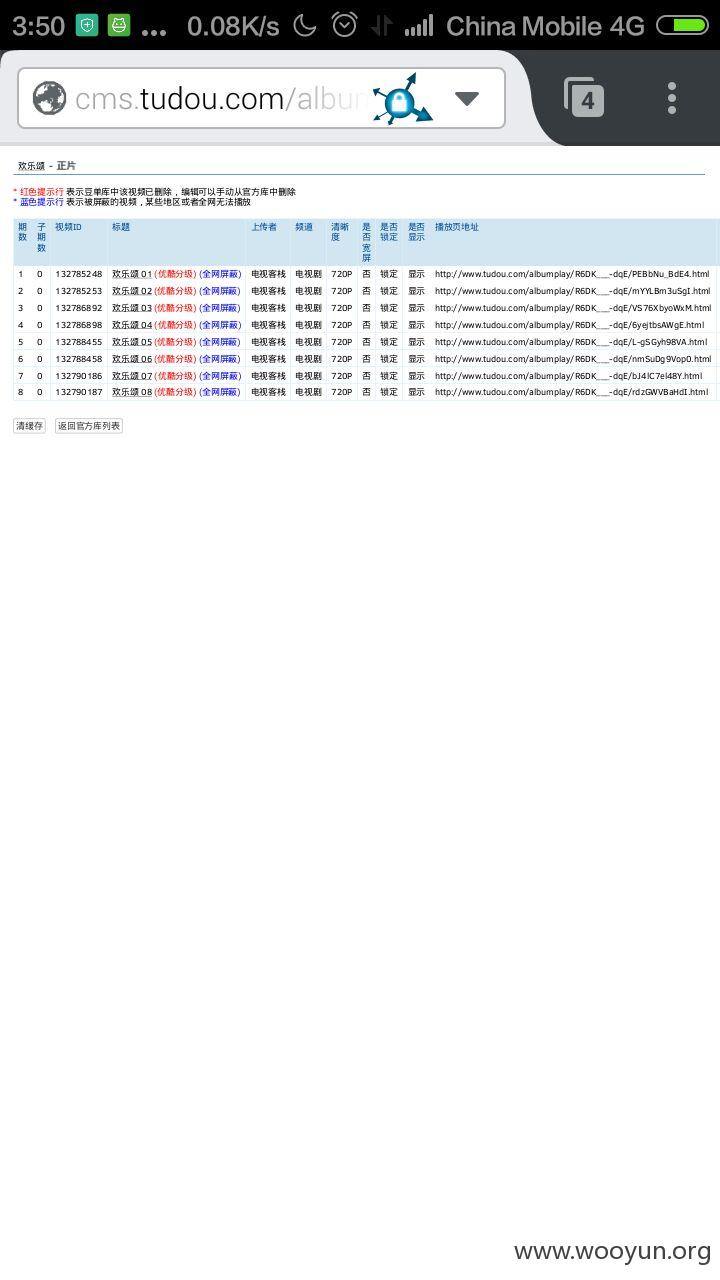 3:50 ... 0.08K/s China Mobile 4G
cms.tudou.com/albur 4
欢乐颂 - 正片
* 红色提示行 表示豆单库中该视频已删除，编辑可以手动从官方库中删除
* 蓝色提示行 表示被屏蔽的视频，某些地区或者全网无法播放
期数 子期数 视频ID 标题 上传者 频道 清晰度 是否宽屏 是否锁定 是否显示 播放页地址
1 0 132785248 欢乐颂 01 (优酷分级) (全网屏蔽) 电视客栈 电视剧 720P 否 锁定 显示 http://www.tudou.com/albumplay/R6DK___-dqE/PEBbNu_BdE4.html
2 0 132785253 欢乐颂 02 (优酷分级) (全网屏蔽) 电视客栈 电视剧 720P 否 锁定 显示 http://www.tudou.com/albumplay/R6DK___-dqE/mYYLBm3uSgI.html
3 0 132786892 欢乐颂 03 (优酷分级) (全网屏蔽) 电视客栈 电视剧 720P 否 锁定 显示 http://www.tudou.com/albumplay/R6DK___-dqE/VS76XbyoWxM.html
4 0 132786898 欢乐颂 04 (优酷分级) (全网屏蔽) 电视客栈 电视剧 720P 否 锁定 显示 http://www.tudou.com/albumplay/R6DK___-dqE/6yejtbsAWgE.html
5 0 132788455 欢乐颂 05 (优酷分级) (全网屏蔽) 电视客栈 电视剧 720P 否 锁定 显示 http://www.tudou.com/albumplay/R6DK___-dqE/L-gSGyh98VA.html
6 0 132788458 欢乐颂 06 (优酷分级) (全网屏蔽) 电视客栈 电视剧 720P 否 锁定 显示 http://www.tudou.com/albumplay/R6DK___-dqE/nmSuDg9Vop0.html
7 0 132790186 欢乐颂 07 (优酷分级) (全网屏蔽) 电视客栈 电视剧 720P 否 锁定 显示 http://www.tudou.com/albumplay/R6DK___-dqE/bJ4lC7el48Y.html
8 0 132790187 欢乐颂 08 (优酷分级) (全网屏蔽) 电视客栈 电视剧 720P 否 锁定 显示 http://www.tudou.com/albumplay/R6DK___-dqE/rdzGWVBaHdI.html
清缓存 返回官方库列表
www.wooyun.org